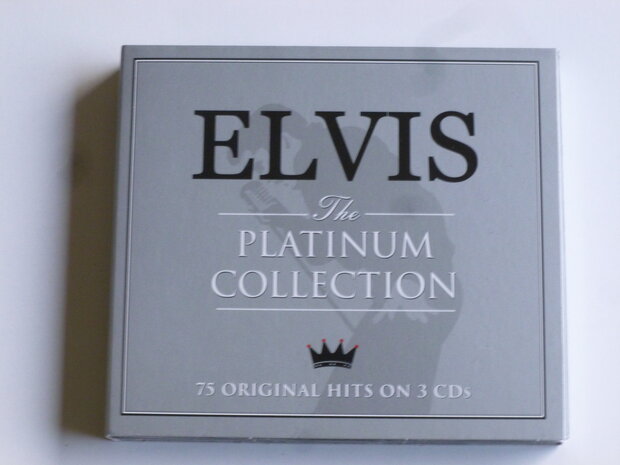 ELVIS
The
PLATINUM
COLLECTION
75 ORIGINAL HITS ON 3 CDs